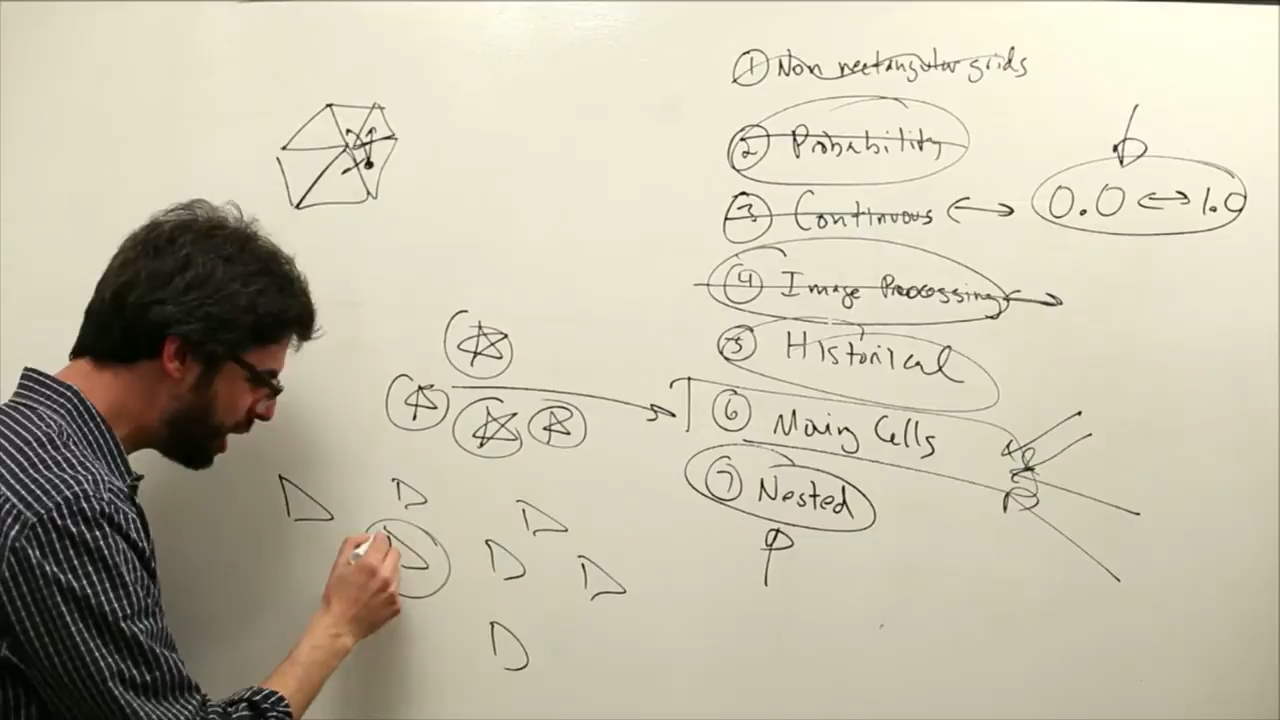 ① Non rectangular grids
② Probability
③ Continuous ↔ 0.0 ↔ 1.0
④ Image Processing →
⑤ Historical
⑥ Moving Cells
⑦ Nested